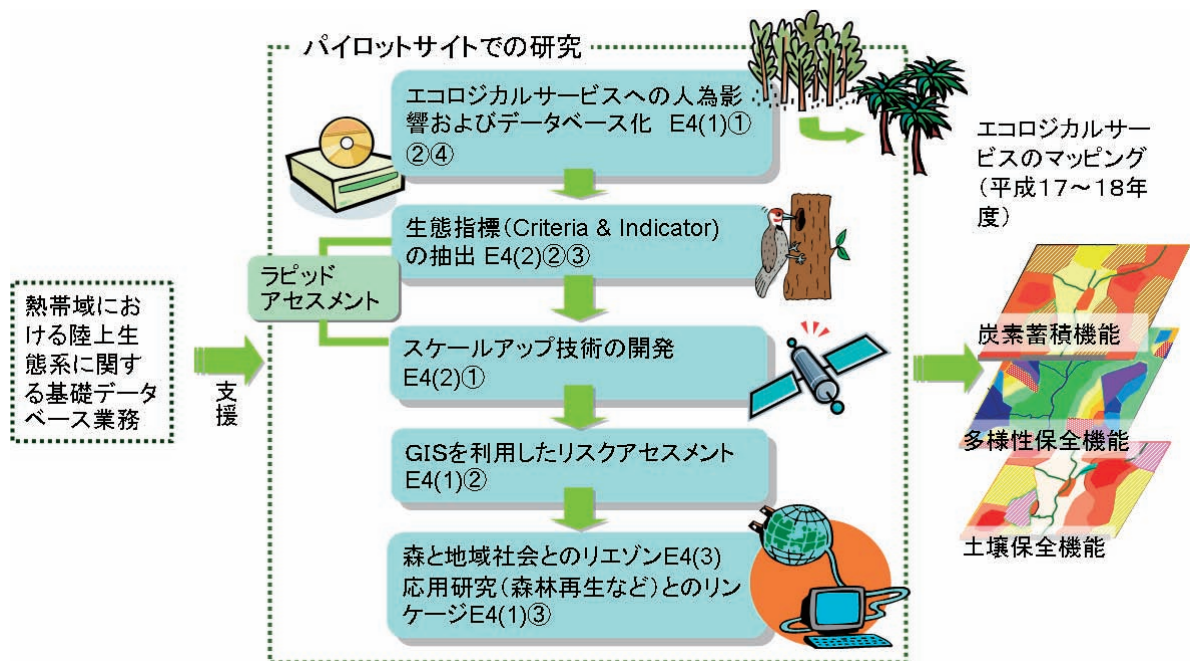 パイロットサイトでの研究
エコロジカルサービスへの人為影
響およびデータベース化 E4(1)①
②④
生態指標(Criteria & Indicator)
の抽出 E4(2)②③
ラピッド
アセスメント
スケールアップ技術の開発
E4(2)①
GISを利用したリスクアセスメント
E4(1)②
森と地域社会とのリエゾンE4(3)
応用研究(森林再生など)とのリン
ケージE4(1)③
熱帯域にお
ける陸上生
態系に関す
る基礎データ
ベース業務
支
援
エコロジカルサー
ビスのマッピング
(平成17~18年
度)
炭素蓄積機能
多様性保全機能
土壌保全機能